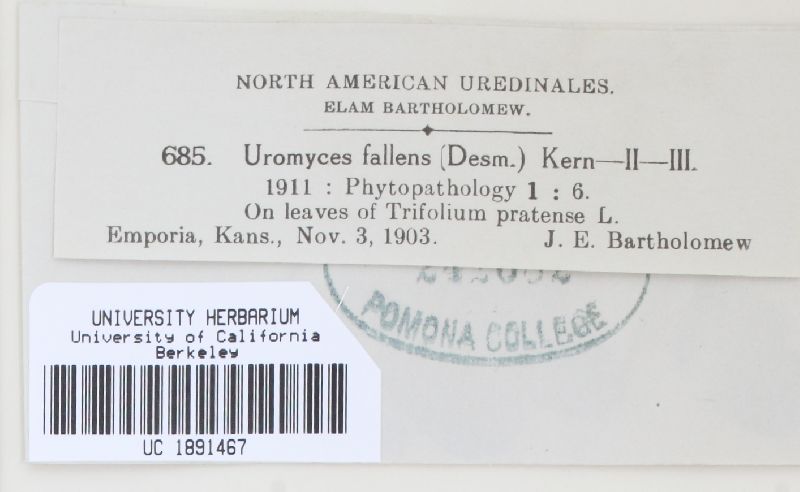 NORTH AMERICAN UREDINALES.
ELAM BARTHOLOMEW.
685. Uromyces fallens (Desm.) Kern—II—III.
1911 : Phytopathology 1 : 6.
On leaves of Trifolium pratense L.
Emporia, Kans., Nov. 3, 1903. J. E. Bartholomew
POMONA COLLEGE
UNIVERSITY HERBARIUM
University of California
Berkeley
UC 1891467